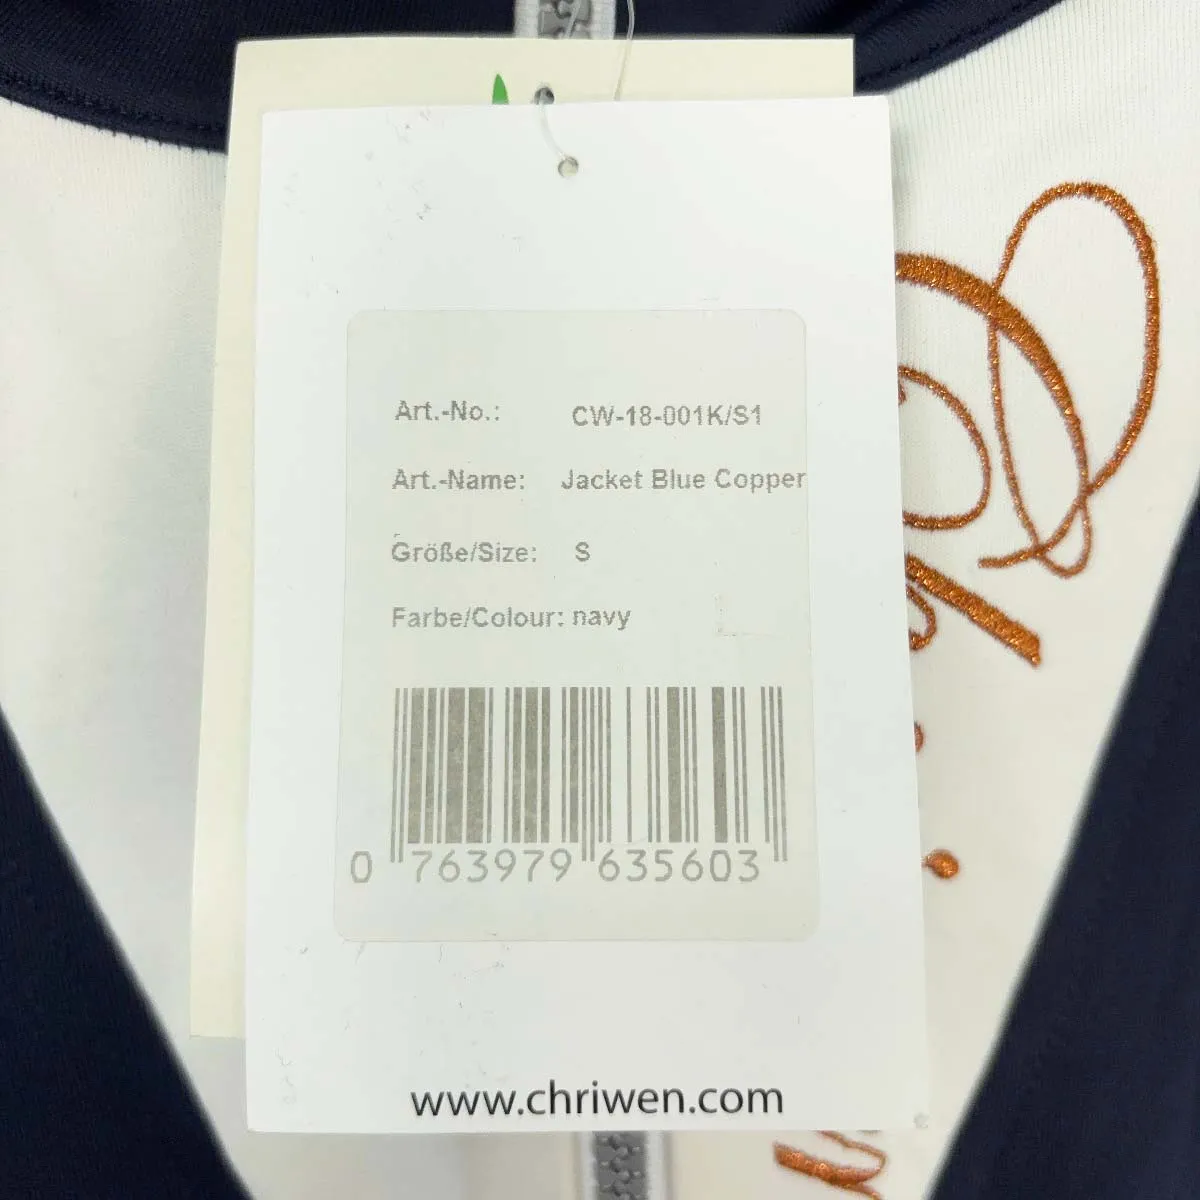 Art.-No.: CW-18-001K/S1
Art.-Name: Jacket Blue Copper
Größe/Size: S
Farbe/Colour: navy
0 763979 635603
www.chriwen.com